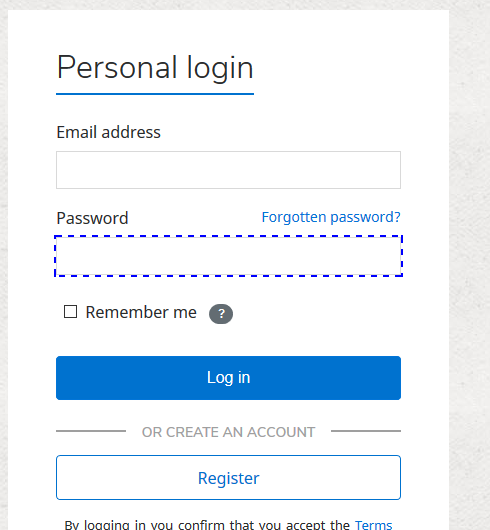 Personal login
Email address
Password Forgotten password?
Remember me ?
Log in
OR CREATE AN ACCOUNT
Register
By logging in you confirm that you accept the Terms